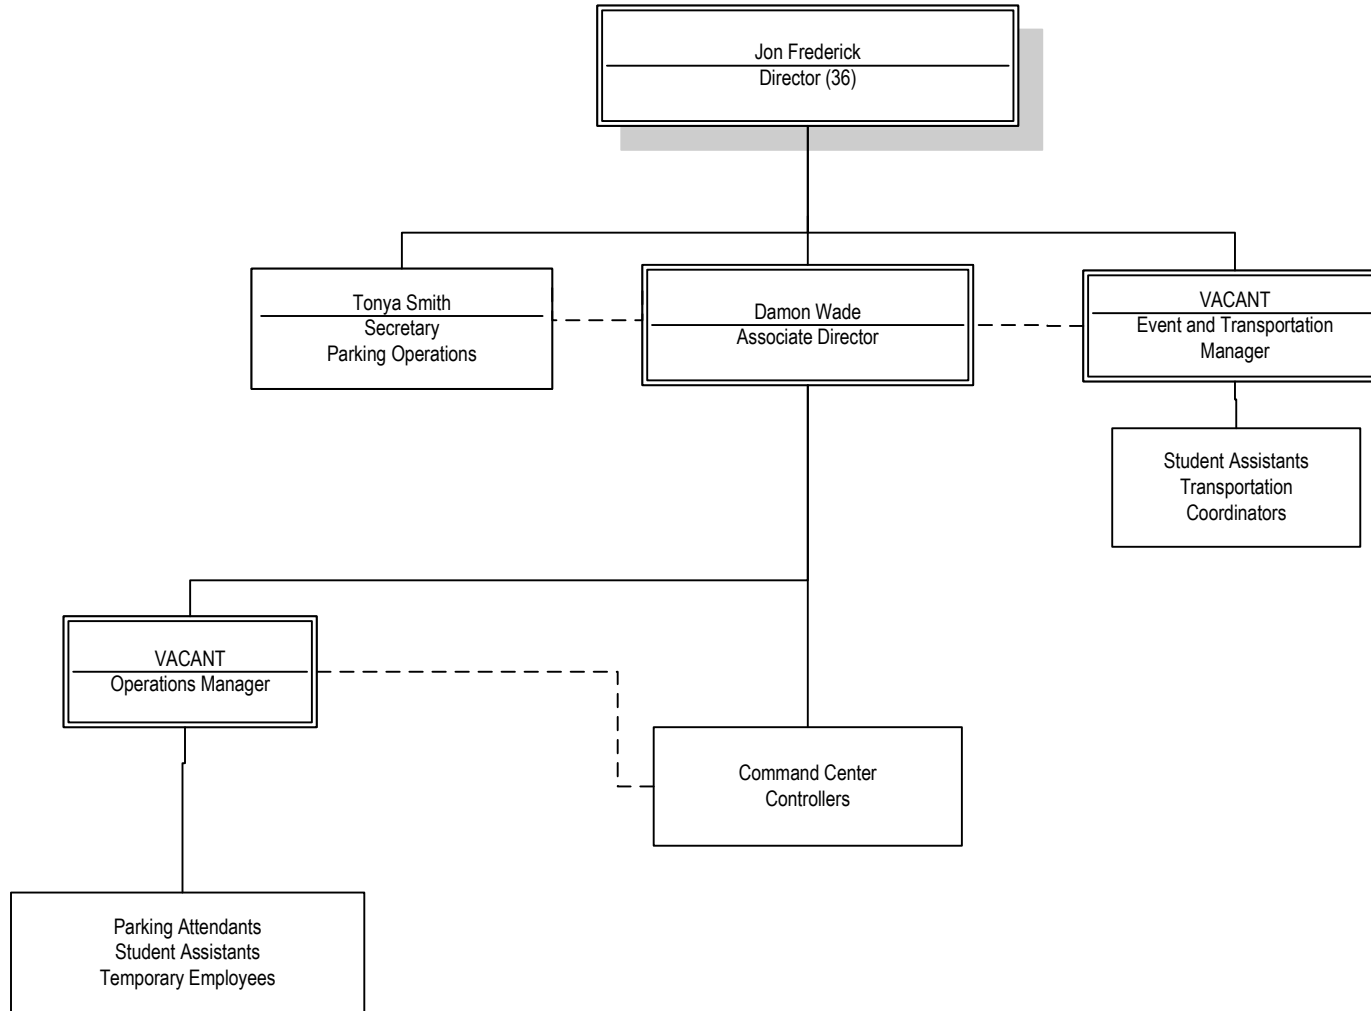 Jon Frederick
Director (36)
Tonya Smith
Secretary
Parking Operations
Damon Wade
Associate Director
VACANT
Event and Transportation
Manager
Student Assistants
Transportation
Coordinators
VACANT
Operations Manager
Command Center
Controllers
Parking Attendants
Student Assistants
Temporary Employees